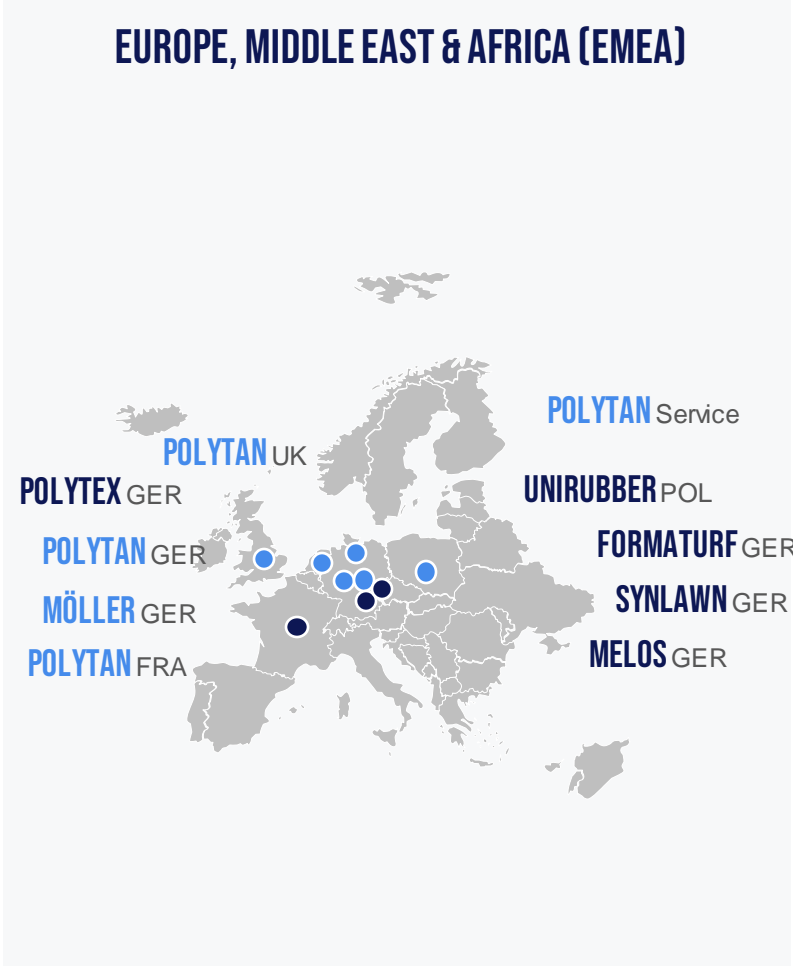 EUROPE, MIDDLE EAST & AFRICA (EMEA)
POLYTAN Service
POLYTAN UK
POLYTEX GER
UNIRUBBER POL
POLYTAN GER
FORMATURF GER
MÖLLER GER
SYNLAWN GER
POLYTAN FRA
MELOS GER